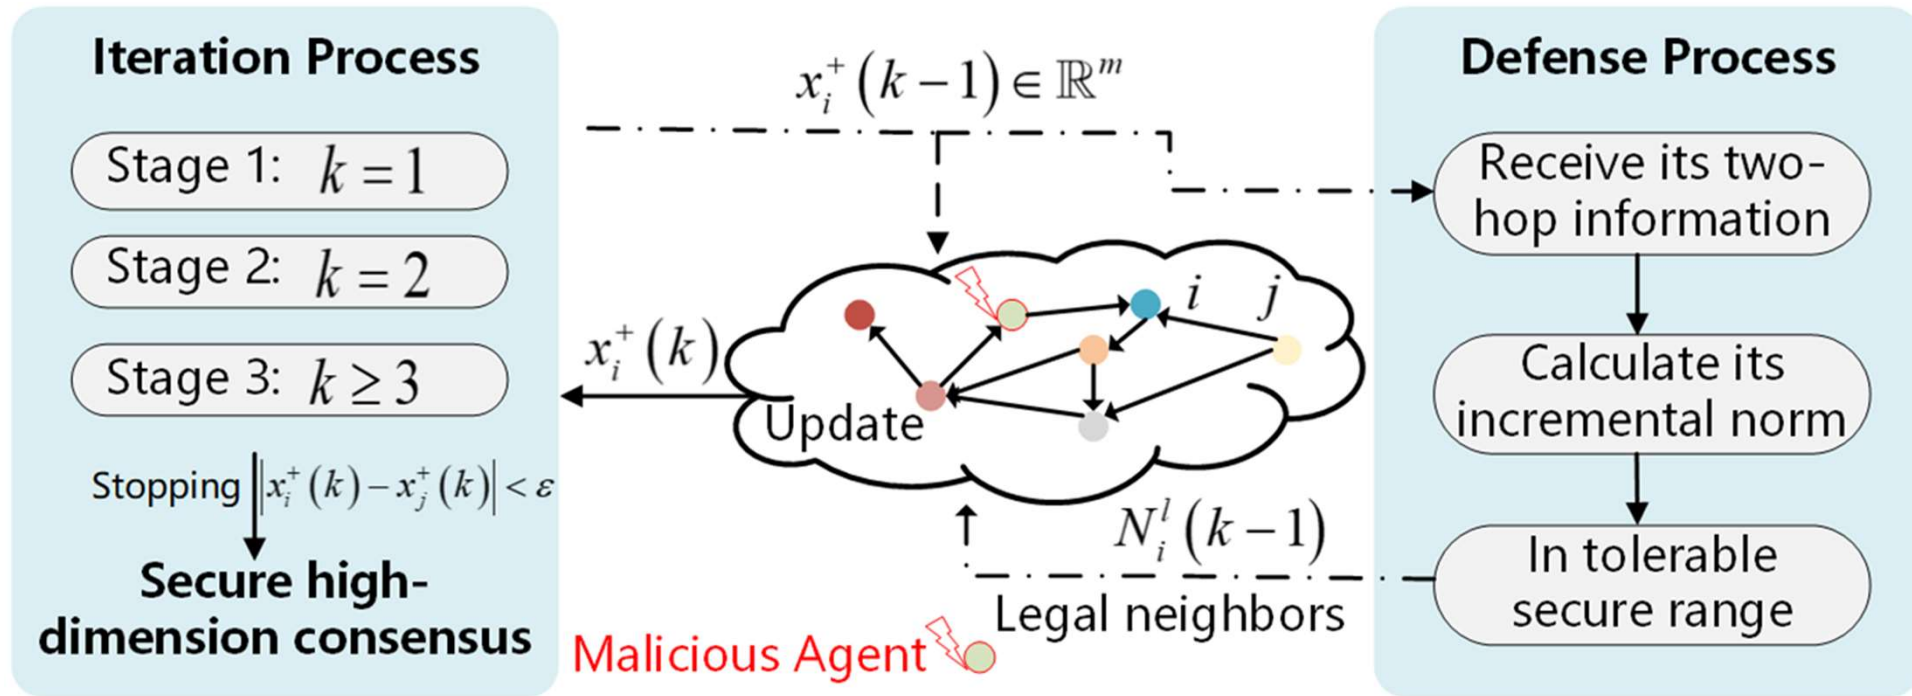 Iteration Process
Stage 1: k = 1
Stage 2: k = 2
Stage 3: k ≥ 3
Stopping |x_i^+(k) − x_j^+(k)| < ε
Secure high-
dimension consensus
x_i^+(k−1) ∈ ℝ^m
i j
x_i^+(k)
Update
N_i^l(k−1)
Legal neighbors
Malicious Agent
Defense Process
Receive its two-
hop information
Calculate its
incremental norm
In tolerable
secure range